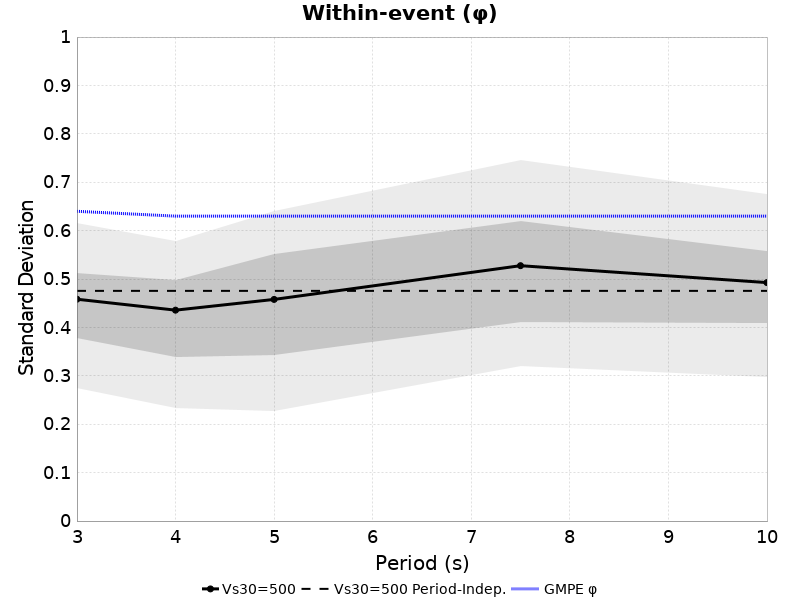 Within-event (φ)
Standard Deviation
1
0.9
0.8
0.7
0.6
0.5
0.4
0.3
0.2
0.1
0
3 4 5 6 7 8 9 10
Period (s)
Vs30=500 Vs30=500 Period-Indep. GMPE φ